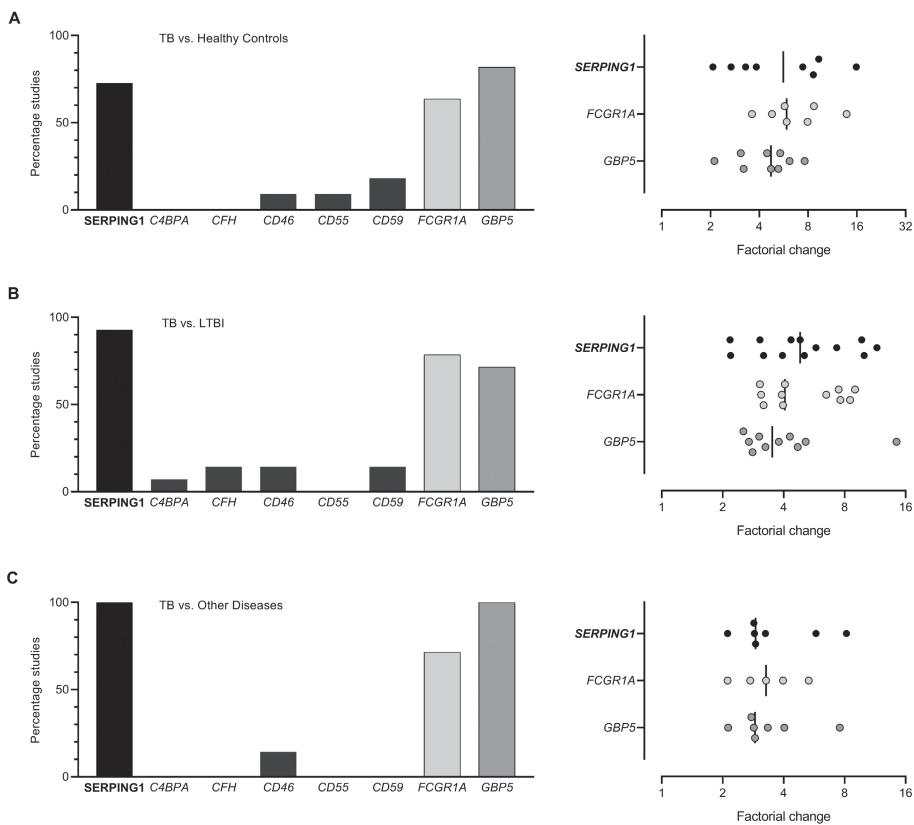 A
TB vs. Healthy Controls
Percentage studies
100
50
0
SERPING1 C4BPA CFH CD46 CD55 CD59 FCGR1A GBP5
SERPING1
FCGR1A
GBP5
1 2 4 8 16 32
Factorial change
B
TB vs. LTBI
Percentage studies
100
50
0
SERPING1 C4BPA CFH CD46 CD55 CD59 FCGR1A GBP5
SERPING1
FCGR1A
GBP5
1 2 4 8 16
Factorial change
C
TB vs. Other Diseases
Percentage studies
100
50
0
SERPING1 C4BPA CFH CD46 CD55 CD59 FCGR1A GBP5
SERPING1
FCGR1A
GBP5
1 2 4 8 16
Factorial change